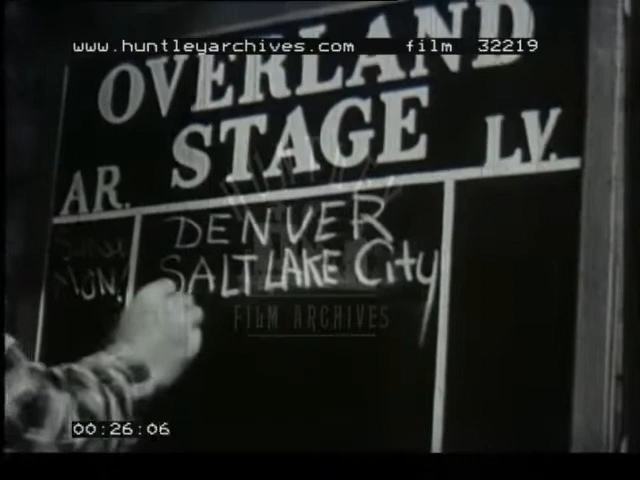 www.huntleyarchives.com film 32219
OVERLAND
STAGE
AR. LV.
DENVER
MON. SALT LAKE City
FILM ARCHIVES
00:26:06